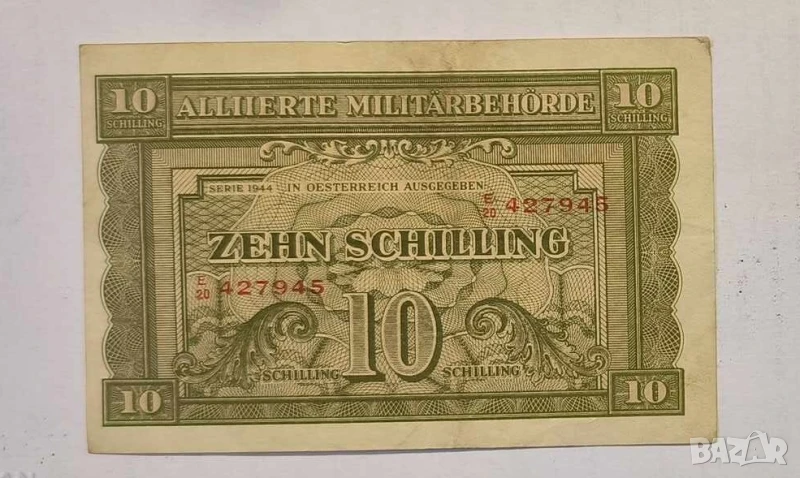 10 ALLIIERTE MILITÄRBEHÖRDE 10
SCHILLING SCHILLING
SERIE 1944 IN OESTERREICH AUSGEGEBEN
E/20 427945
ZEHN SCHILLING
E/20 427945
10
SCHILLING SCHILLING
10 10
BAZAR